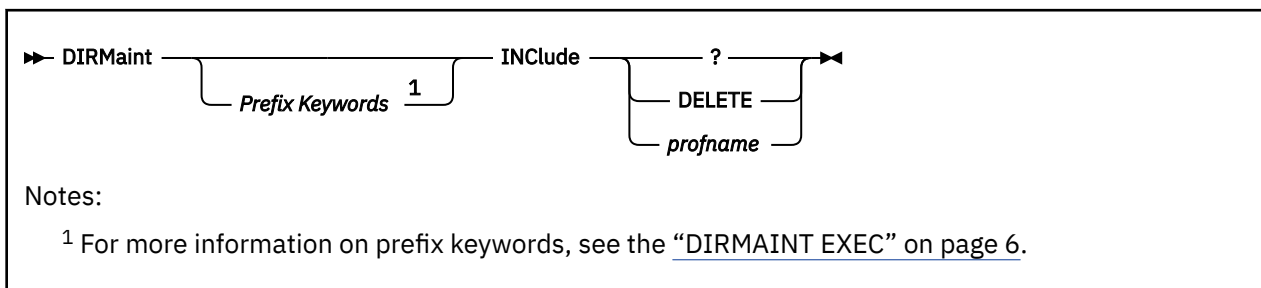 DIRMaint Prefix Keywords 1 INClude ?
DELETE
profname
Notes:
1 For more information on prefix keywords, see the “DIRMAINT EXEC” on page 6.